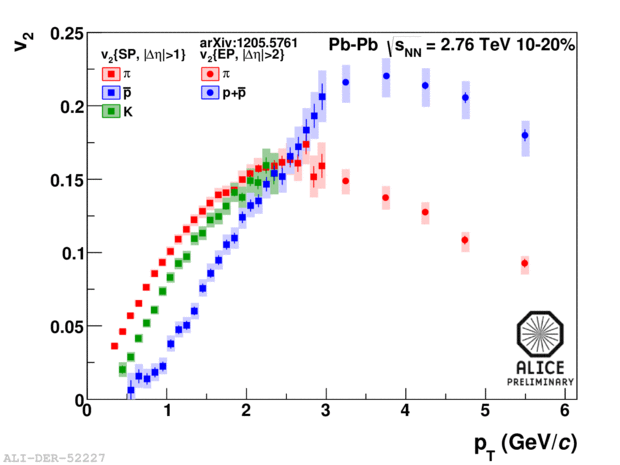 v₂
0.25
0.2
0.15
0.1
0.05
0
arXiv:1205.5761
v₂{SP, |Δη|>1}
v₂{EP, |Δη|>2}
π
π
p̅
p+p̅
K
Pb-Pb √sNN = 2.76 TeV 10-20%
ALICE
PRELIMINARY
0 1 2 3 4 5 6
pT (GeV/c)
ALI-DER-52227